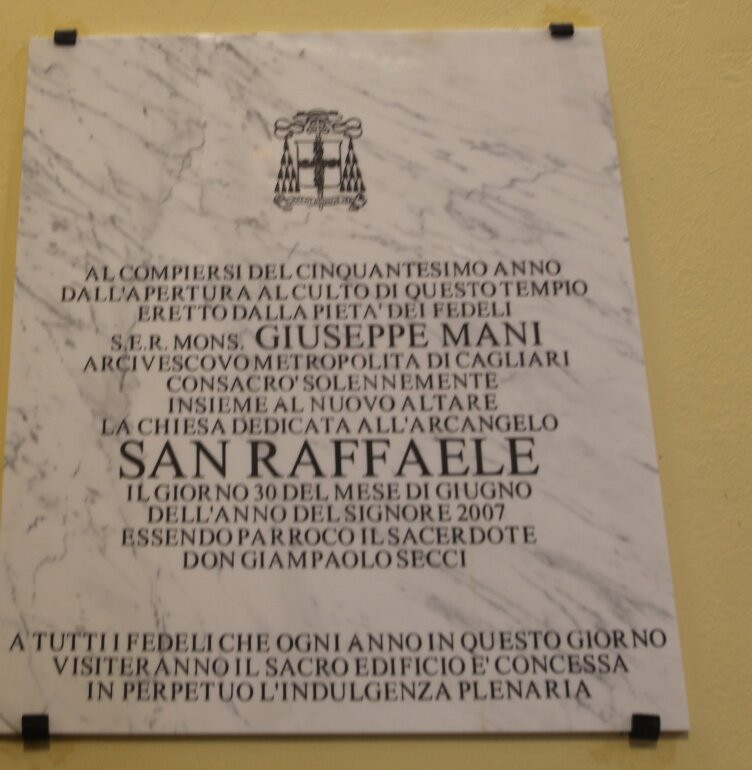 AL COMPIERSI DEL CINQUANTESIMO ANNO
DALL'APERTURA AL CULTO DI QUESTO TEMPIO
ERETTO DALLA PIETA' DEI FEDELI
S.E.R. MONS. GIUSEPPE MANI
ARCIVESCOVO METROPOLITA DI CAGLIARI
CONSACRO' SOLENNEMENTE
INSIEME AL NUOVO ALTARE
LA CHIESA DEDICATA ALL'ARCANGELO
SAN RAFFAELE
IL GIORNO 30 DEL MESE DI GIUGNO
DELL'ANNO DEL SIGNORE 2007
ESSENDO PARROCO IL SACERDOTE
DON GIAMPAOLO SECCI
A TUTTI I FEDELI CHE OGNI ANNO IN QUESTO GIORNO
VISITERANNO IL SACRO EDIFICIO E' CONCESSA
IN PERPETUO L'INDULGENZA PLENARIA